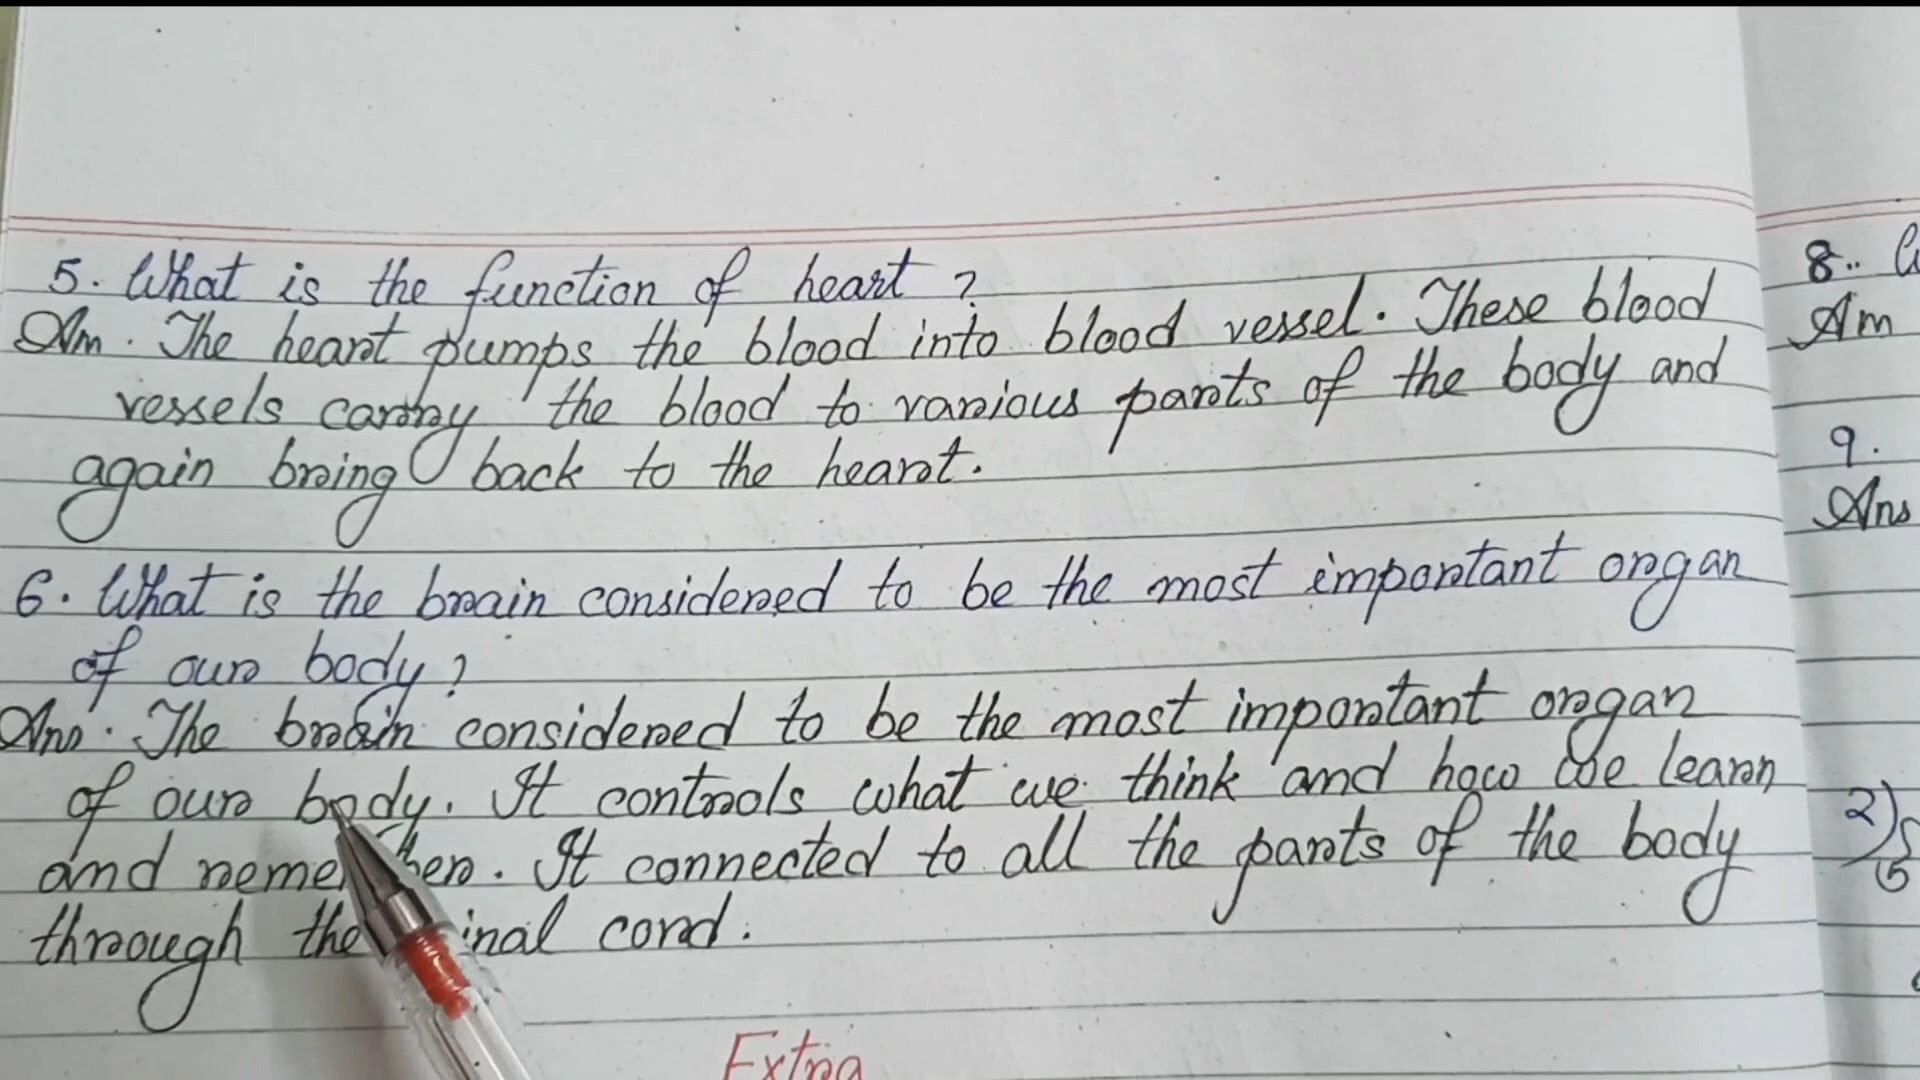 5. What is the function of heart ?
Ans. The heart pumps the blood into blood vessel. These blood
vessels carry the blood to various parts of the body and
again bring back to the heart.
6. What is the brain considered to be the most important organ
of our body?
Ans. The brain considered to be the most important organ
of our body. It controls what we think and how we learn
and . It connected to all the parts of the body
through the cord.
Extra
8.
Ans
9.
Ans
2)